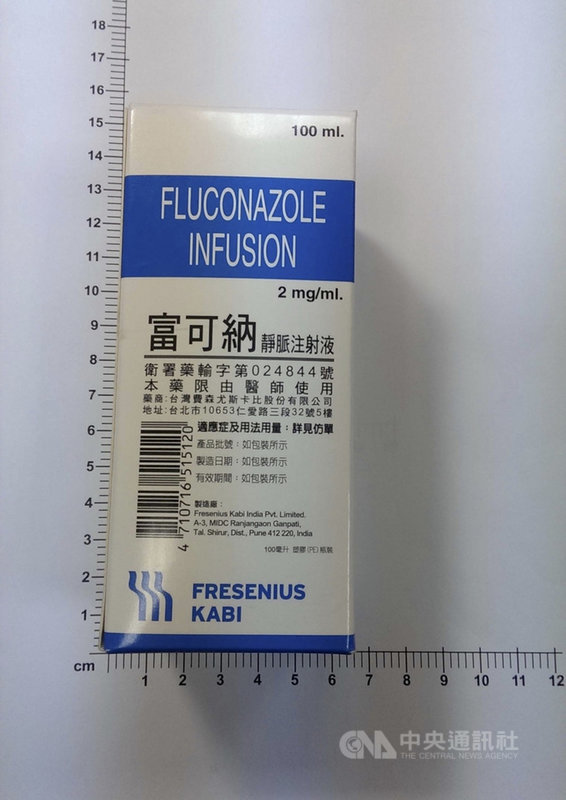 18
17
16
15
14
13
12
11
10
9
8
7
6
5
4
3
2
1
cm
1 2 3 4 5 6 7 8 9 10 11 12
100 ml.
FLUCONAZOLE
INFUSION
2 mg/ml.
富可納 靜脈注射液
衛署藥輸字第024844號
本藥限由醫師使用
藥商:台灣費森尤斯卡比股份有限公司
地址:台北市10653仁愛路三段32號5樓
適應症及用法用量:詳見仿單
產品批號:如包裝所示
製造日期:如包裝所示
有效期間:如包裝所示
4 710716 515120
製造廠:
Fresenius Kabi India Pvt. Limited.
A-3, MIDC Ranjangaon Ganpati,
Tal. Shirur, Dist., Pune 412 220, India
100毫升 塑膠(PE)瓶裝
FRESENIUS
KABI
CNA 中央通訊社
THE CENTRAL NEWS AGENCY